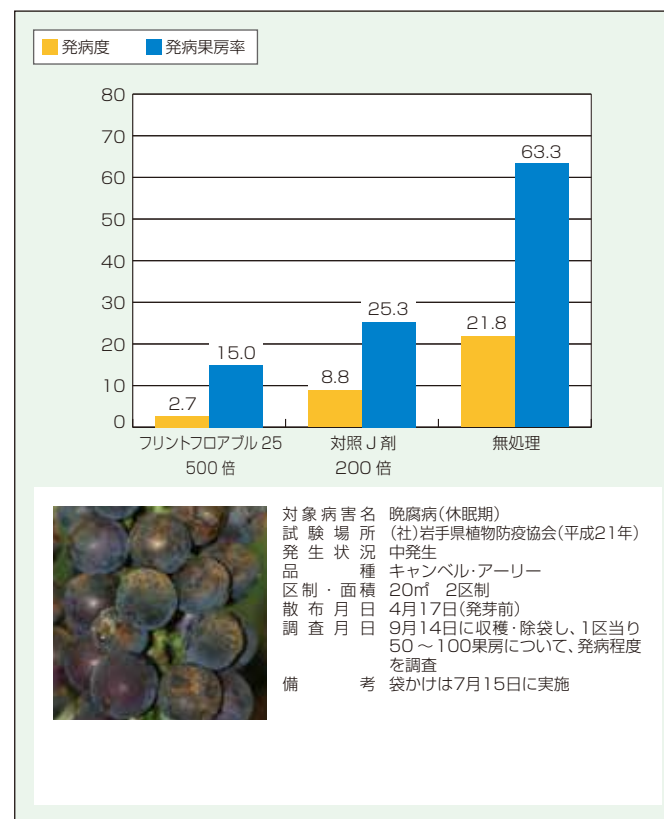 発病度 発病果房率
80
70
60
50
40
30
20
10
0
2.7 15.0 8.8 25.3 21.8 63.3
フリントフロアブル 25 対照 J 剤 無処理
500 倍 200 倍
対象病害名 晩腐病(休眠期)
試験場所 (社)岩手県植物防疫協会(平成21年)
発生状況 中発生
品種 キャンベル・アーリー
区制・面積 20㎡ 2区制
散布月日 4月17日(発芽前)
調査月日 9月14日に収穫・除袋し、1区当り
50～100果房について、発病程度
を調査
備考 袋かけは7月15日に実施